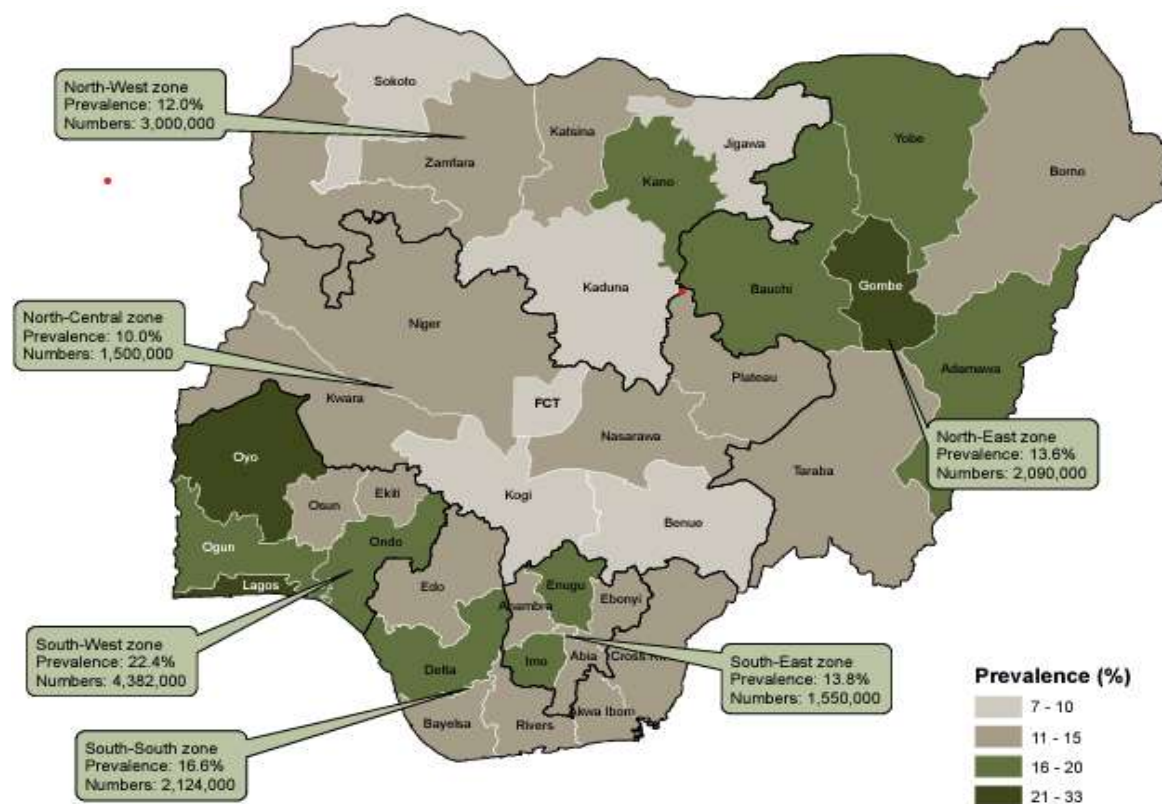 North-West zone
Prevalence: 12.0%
Numbers: 3,000,000
Sokoto
Katsina
Zamfara
Jigawa
Kano
Yobe
Borno
North-Central zone
Prevalence: 10.0%
Numbers: 1,500,000
Kaduna
Niger
Bauchi
Gombe
Plateau
Adamawa
FCT
Kwara
Nasarawa
North-East zone
Prevalence: 13.6%
Numbers: 2,090,000
Oyo
Taraba
Kogi
Osun
Ekiti
Benue
Ogun
Ondo
Lagos
Edo
Enugu
Anambra
Ebonyi
South-West zone
Prevalence: 22.4%
Numbers: 4,382,000
Delta
Imo
Abia
Cross Ri
South-East zone
Prevalence: 13.8%
Numbers: 1,550,000
Bayelsa
Rivers
Akwa Ibom
South-South zone
Prevalence: 16.6%
Numbers: 2,124,000
Prevalence (%)
7 - 10
11 - 15
16 - 20
21 - 33